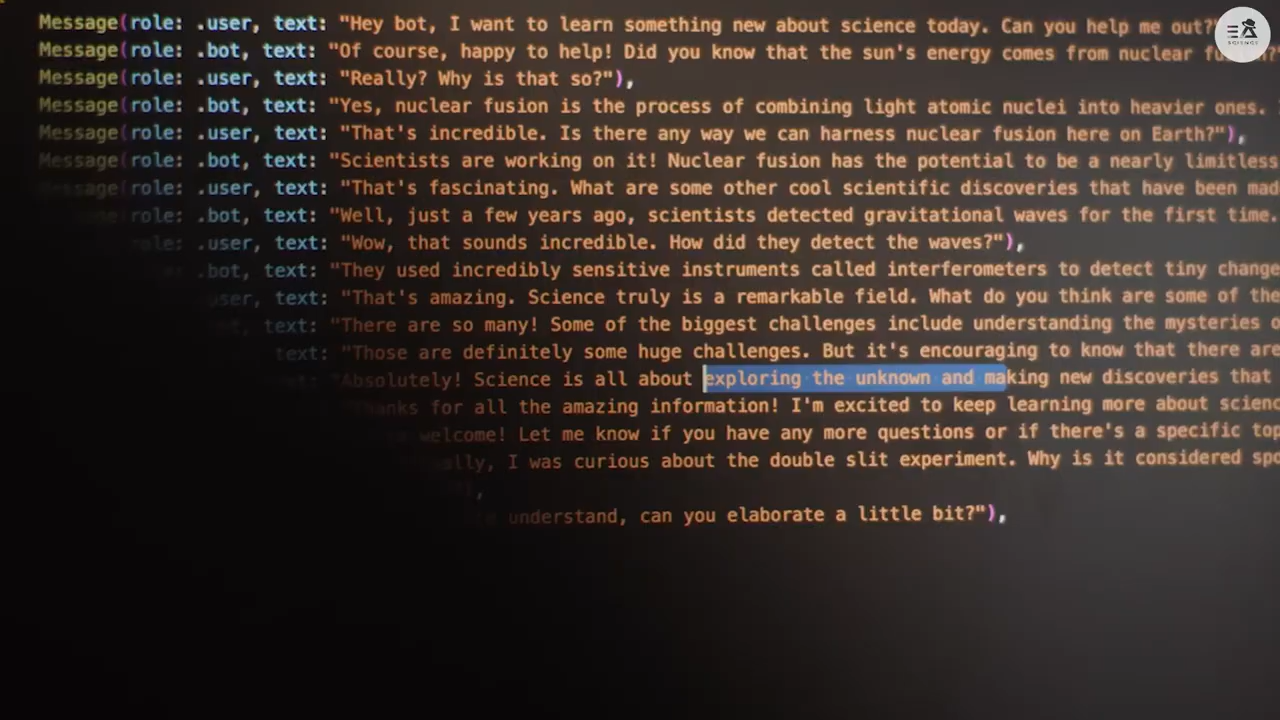 Message(role: .user, text: "Hey bot, I want to learn something new about science today. Can you help me out?"
Message(role: .bot, text: "Of course, happy to help! Did you know that the sun's energy comes from nuclear fusion?
Message(role: .user, text: "Really? Why is that so?"),
Message(role: .bot, text: "Yes, nuclear fusion is the process of combining light atomic nuclei into heavier ones.
Message(role: .user, text: "That's incredible. Is there any way we can harness nuclear fusion here on Earth?"),
Message(role: .bot, text: "Scientists are working on it! Nuclear fusion has the potential to be a nearly limitless
Message(role: .user, text: "That's fascinating. What are some other cool scientific discoveries that have been mad
role: .bot, text: "Well, just a few years ago, scientists detected gravitational waves for the first time.
role: .user, text: "Wow, that sounds incredible. How did they detect the waves?"),
.bot, text: "They used incredibly sensitive instruments called interferometers to detect tiny change
user, text: "That's amazing. Science truly is a remarkable field. What do you think are some of the
text: "There are so many! Some of the biggest challenges include understanding the mysteries o
text: "Those are definitely some huge challenges. But it's encouraging to know that there are
"Absolutely! Science is all about exploring the unknown and making new discoveries that
Thanks for all the amazing information! I'm excited to keep learning more about scienc
welcome! Let me know if you have any more questions or if there's a specific top
ally, I was curious about the double slit experiment. Why is it considered spo
"),
understand, can you elaborate a little bit?"),
SCIENCE